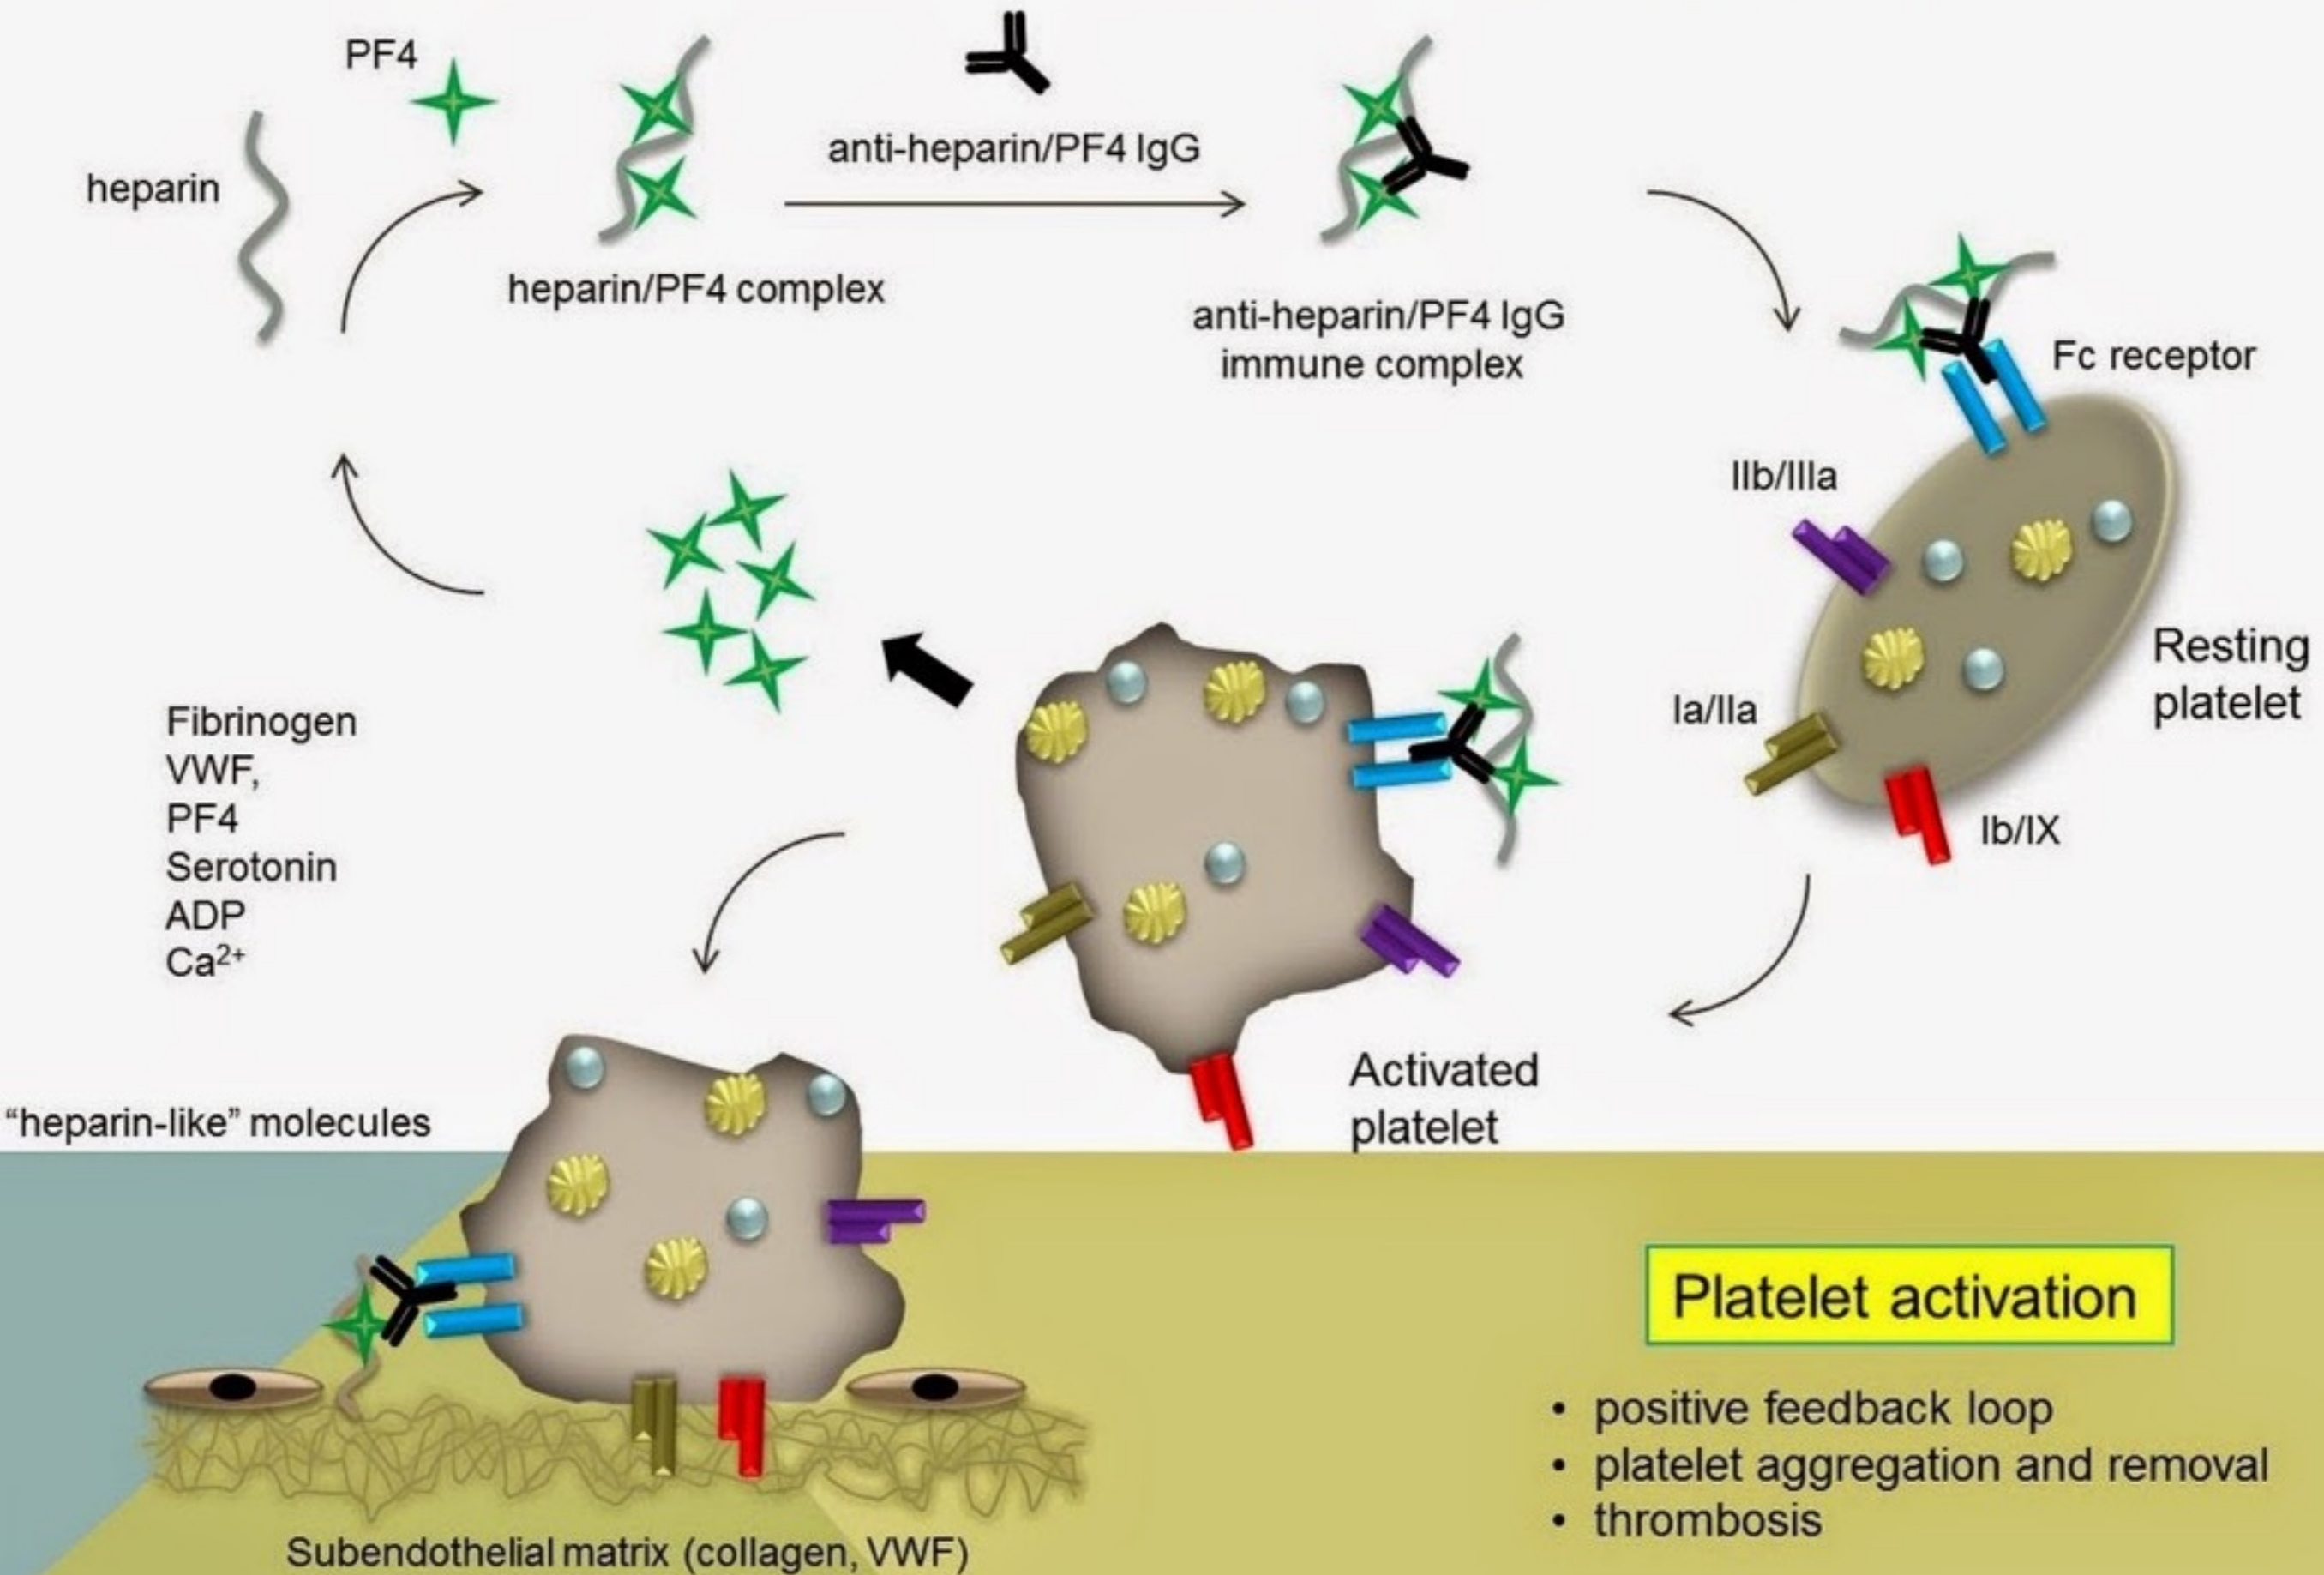 PF4
heparin
heparin/PF4 complex
anti-heparin/PF4 IgG
anti-heparin/PF4 IgG
immune complex
Fc receptor
IIb/IIIa
Ia/IIa
Ib/IX
Resting
platelet
Fibrinogen
VWF,
PF4
Serotonin
ADP
Ca²⁺
Activated
platelet
“heparin-like” molecules
Subendothelial matrix (collagen, VWF)
Platelet activation
• positive feedback loop
• platelet aggregation and removal
• thrombosis